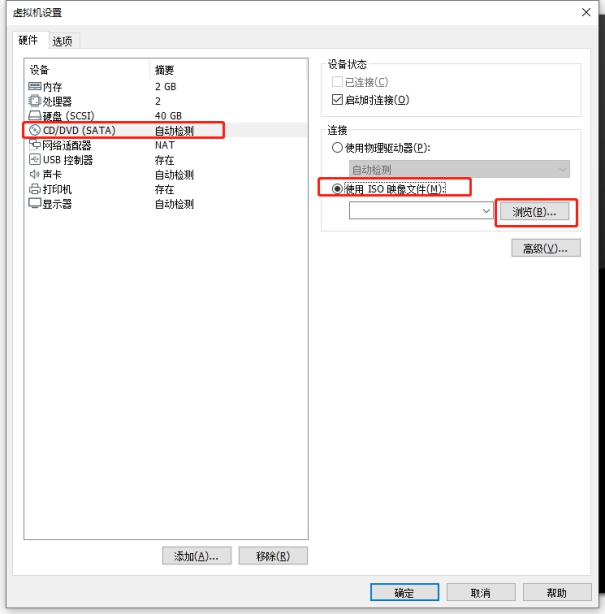 虚拟机设置
硬件 选项
设备 摘要
内存 2 GB
处理器 2
硬盘 (SCSI) 40 GB
CD/DVD (SATA) 自动检测
网络适配器 NAT
USB 控制器 存在
声卡 自动检测
打印机 存在
显示器 自动检测
添加(A)... 移除(R)
设备状态
已连接(C)
启动时连接(O)
连接
使用物理驱动器(P):
自动检测
使用 ISO 映像文件(M):
浏览(B)...
高级(V)...
确定 取消 帮助